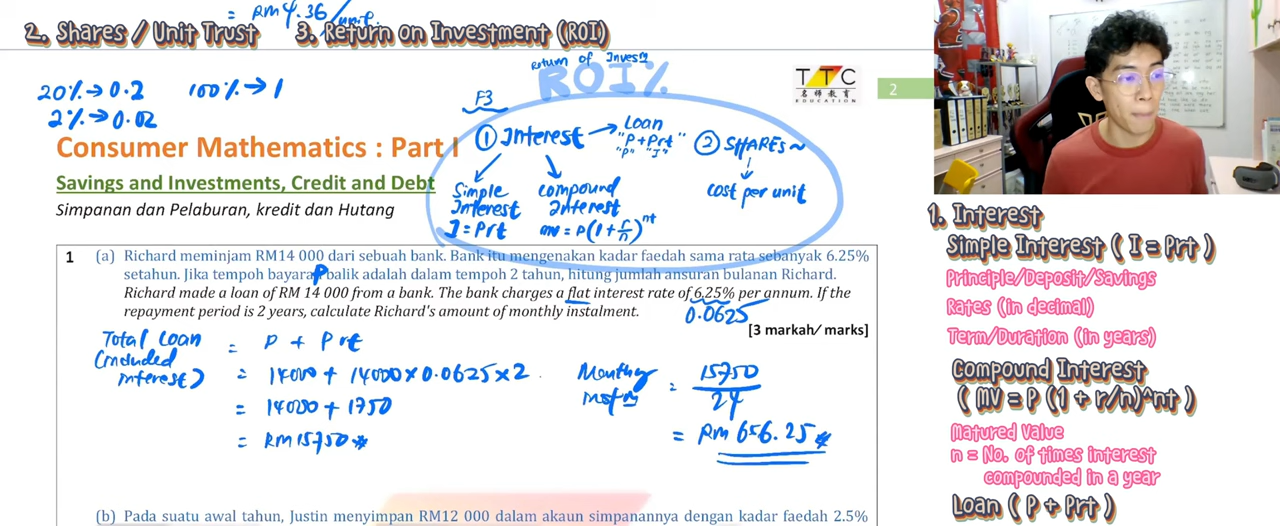 = RM4.36/unit.
2. Shares / Unit Trust 3. Return on Investment (ROI)
Return of Invest
ROI%
TTC
名師教育
EDUCATION
2
20% → 0.2 100% → 1
2% → 0.02
F3
① Interest → Loan
"P + Prt"
"P" "I"
② SHAREs ~
cost per unit
Simple Interest
I = Prt
compound Interest
mv = P(1 + r/n)^nt
Consumer Mathematics : Part I
Savings and Investments, Credit and Debt
Simpanan dan Pelaburan, kredit dan Hutang
1 (a) Richard meminjam RM14 000 dari sebuah bank. Bank itu mengenakan kadar faedah sama rata sebanyak 6.25%
setahun. Jika tempoh bayaran balik adalah dalam tempoh 2 tahun, hitung jumlah ansuran bulanan Richard.
P
Richard made a loan of RM 14 000 from a bank. The bank charges a flat interest rate of 6.25% per annum. If the
repayment period is 2 years, calculate Richard's amount of monthly instalment.
0.0625
[3 markah/ marks]
Total Loan
(included
interest)
= P + Prt
= 14000 + 14000 × 0.0625 × 2
= 14000 + 1750
= RM15750
Monthly
= 15750
24
= RM 656.25
(b) Pada suatu awal tahun, Justin menyimpan RM12 000 dalam akaun simpanannya dengan kadar faedah 2.5%
1. Interest
Simple Interest ( I = Prt )
Principle/Deposit/Savings
Rates (in decimal)
Term/Duration (in years)
Compound Interest
( MV = P (1 + r/n)^nt )
Matured Value
n = No. of times interest
compounded in a year
Loan ( P + Prt )